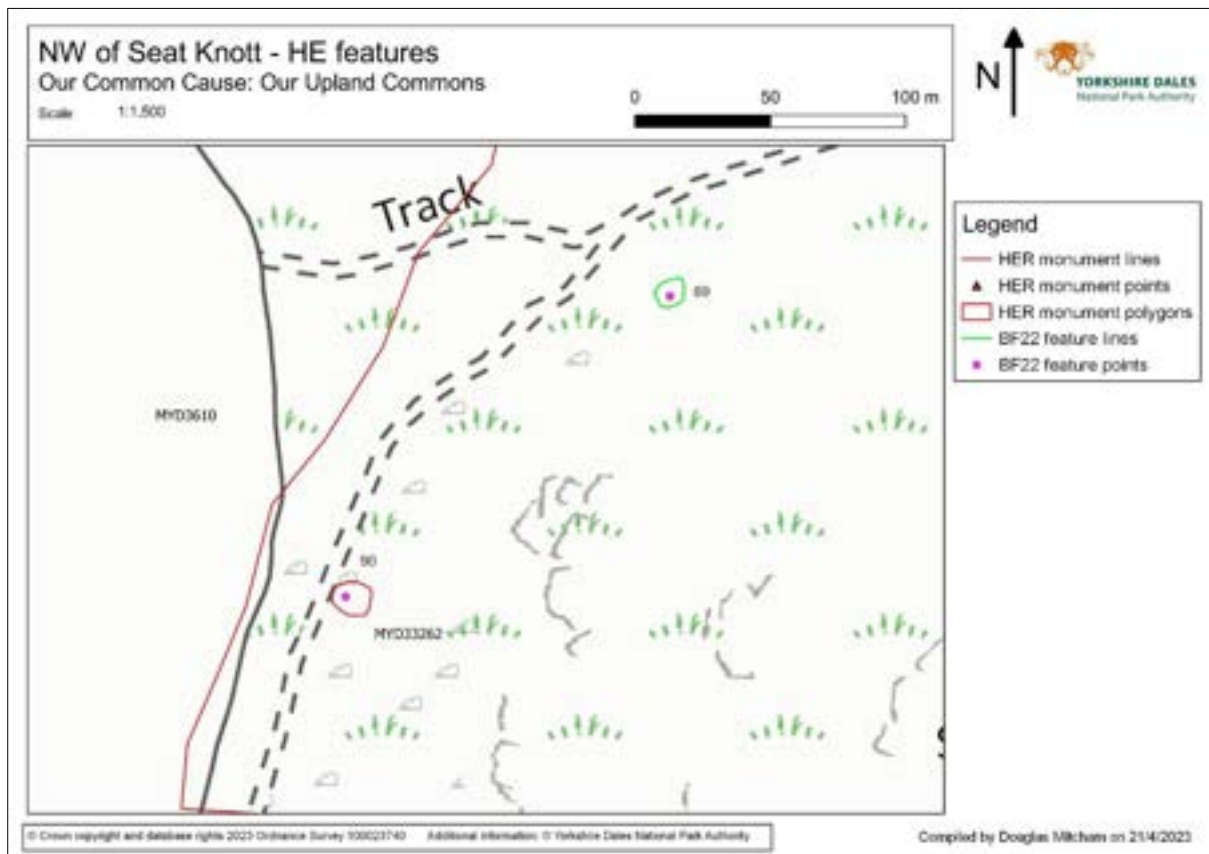 NW of Seat Knott - HE features
Our Common Cause: Our Upland Commons
Scale 1:1,500
0 50 100 m
N
YORKSHIRE DALES
National Park Authority
Track
Legend
HER monument lines
HER monument points
HER monument polygons
BF22 feature lines
BF22 feature points
MYD3610
90
MYD33262
© Crown copyright and database rights 2023 Ordnance Survey 100023740 Additional information: © Yorkshire Dales National Park Authority
Compiled by Douglas Mitcham on 21/4/2023